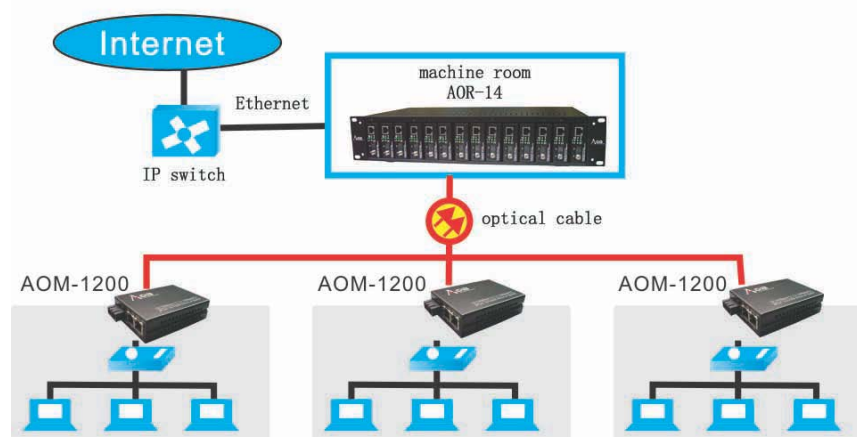 Internet
machine room
AOR-14
Ethernet
IP switch
optical cable
AOM-1200
AOM-1200
AOM-1200